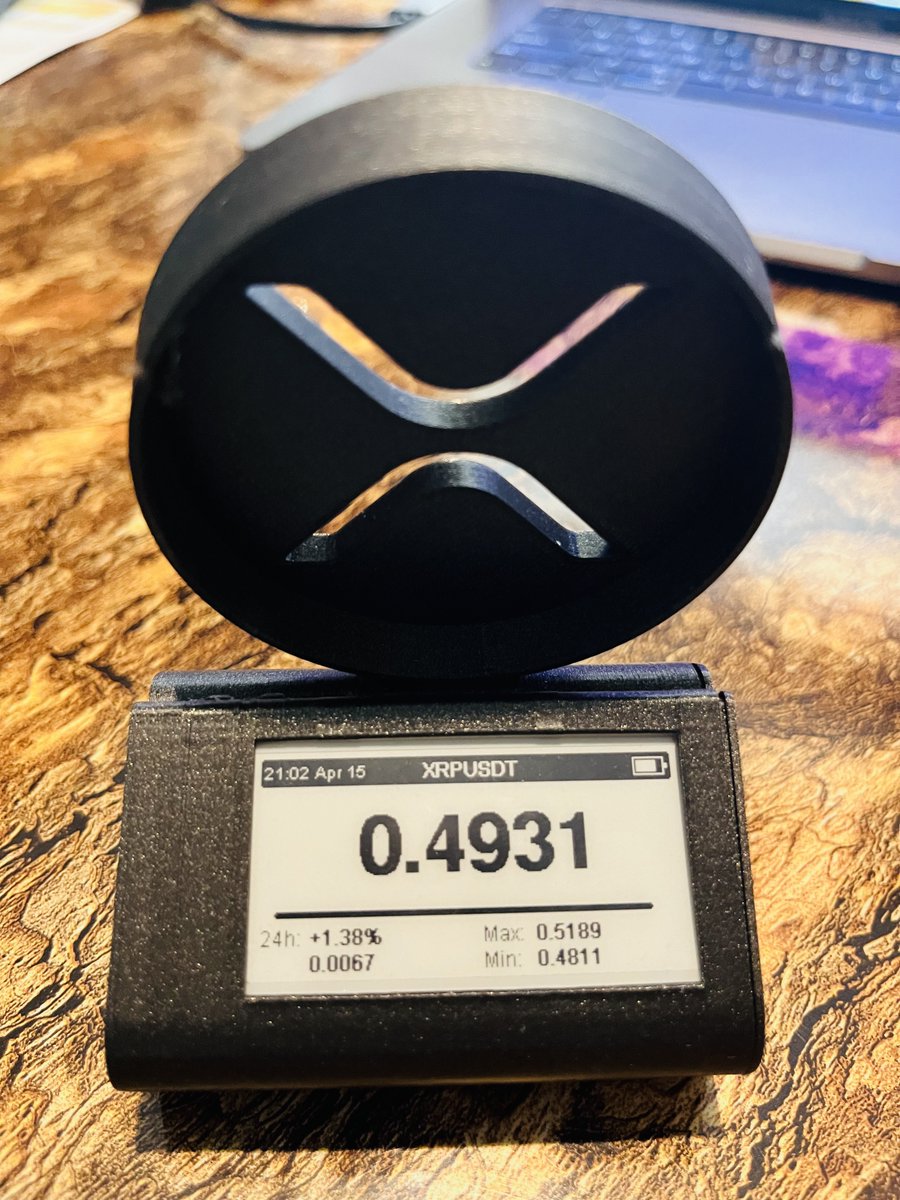 21:02 Apr 15 XRPUSDT
0.4931
24h: +1.38% Max: 0.5189
0.0067 Min: 0.4811